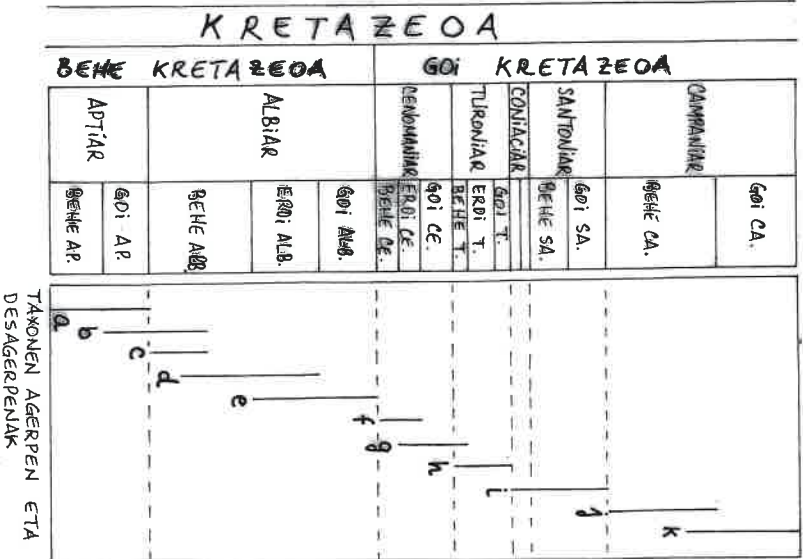 KRETAZEOA
BEHE KRETAZEOA
GOi KRETAZEOA
APTiAR
ALBiAR
CENOMANiAR
TURONiAR
CONiACiAR
SANTONiAR
CAMPANiAR
BEHE AP.
GOi AP.
BEHE ALB.
ERDi ALB.
GOi ALB.
BEHE CE.
ERDi CE.
GOi CE.
BEHE T.
ERDi T.
GOi T.
BEHE SA.
GOi SA.
BEHE CA.
GOi CA.
TAXONEN AGERPEN ETA
DESAGERPENAK
a
b
c
d
e
f
g
h
i
j
k